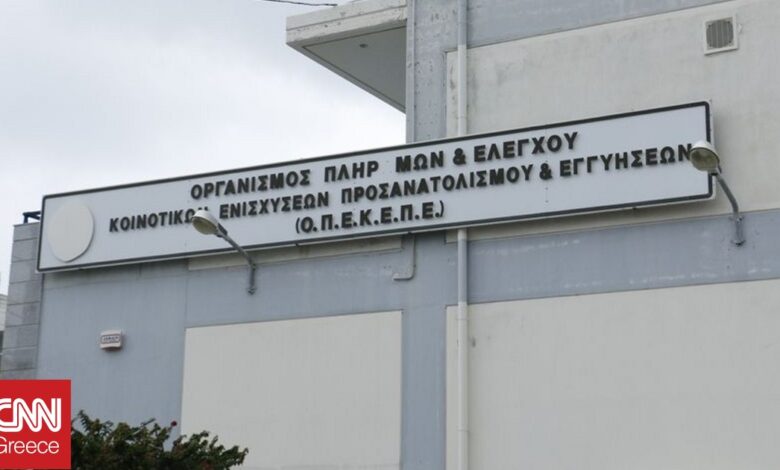 ΟΡΓΑΝΙΣΜΟΣ ΠΛΗΡ ΜΩΝ & ΕΛΕΓΧΟΥ
ΚΟΙΝΟΤΙΚΩΝ ΕΝΙΣΧΥΣΕΩΝ ΠΡΟΣΑΝΑΤΟΛΙΣΜΟΥ & ΕΓΓΥΗΣΕΩΝ
(Ο.Π.Ε.Κ.Ε.Π.Ε.)
CNN
Greece